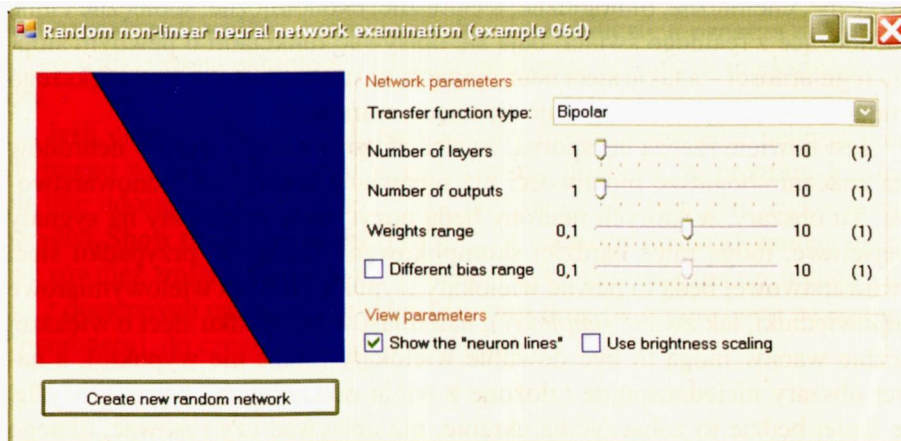 Random non-linear neural network examination (example 06d)
Network parameters
Transfer function type: Bipolar
Number of layers 1 10 (1)
Number of outputs 1 10 (1)
Weights range 0,1 10 (1)
Different bias range 0,1 10 (1)
View parameters
Show the "neuron lines" Use brightness scaling
Create new random network